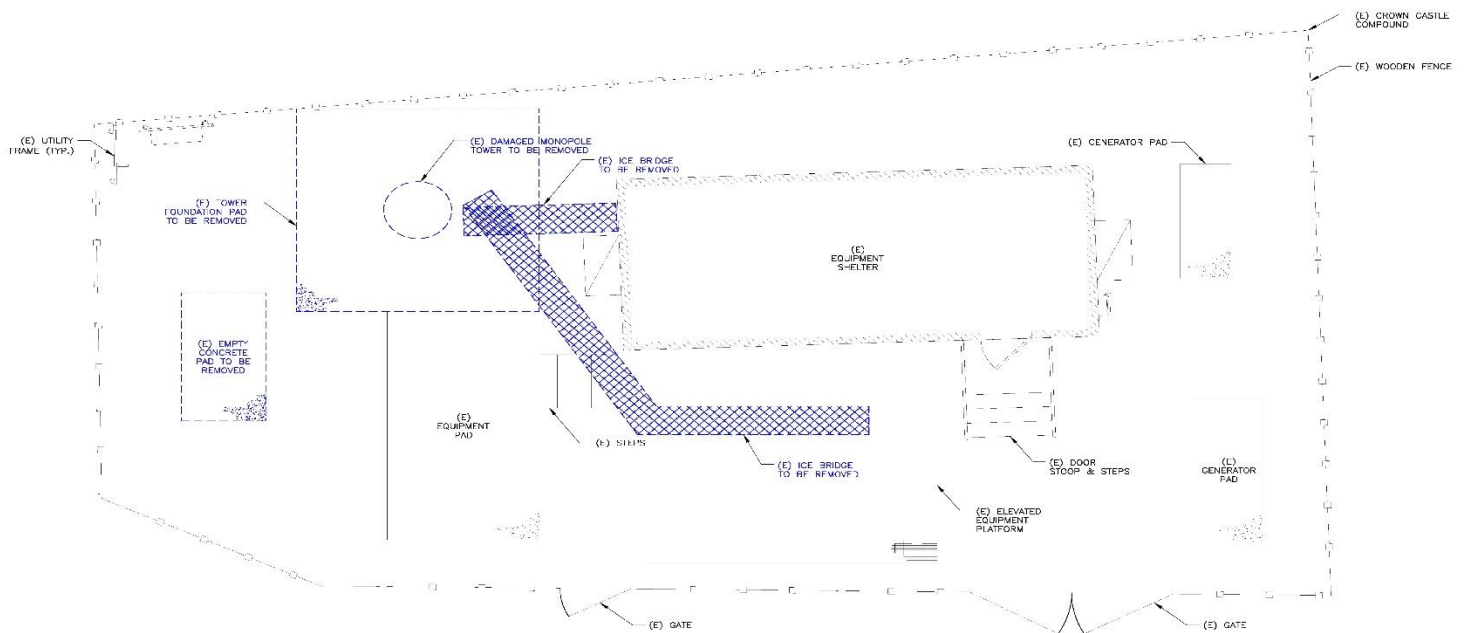 (E) CROWN CASTLE
COMPOUND
(E) WOODEN FENCE
(E) UTILITY
FRAME (TYP.)
(E) DAMAGED MONOPOLE
TOWER TO BE REMOVED
(E) ICE BRIDGE
TO BE REMOVED
(E) GENERATOR PAD
(E) TOWER
FOUNDATION PAD
TO BE REMOVED
(E)
EQUIPMENT
SHELTER
(E) EMPTY
CONCRETE
PAD TO BE
REMOVED
(E)
EQUIPMENT
PAD
(E) STEPS
(E) ICE BRIDGE
TO BE REMOVED
(E) DOOR
STOOP & STEPS
(E)
GENERATOR
PAD
(E) ELEVATED
EQUIPMENT
PLATFORM
(E) GATE
(E) GATE